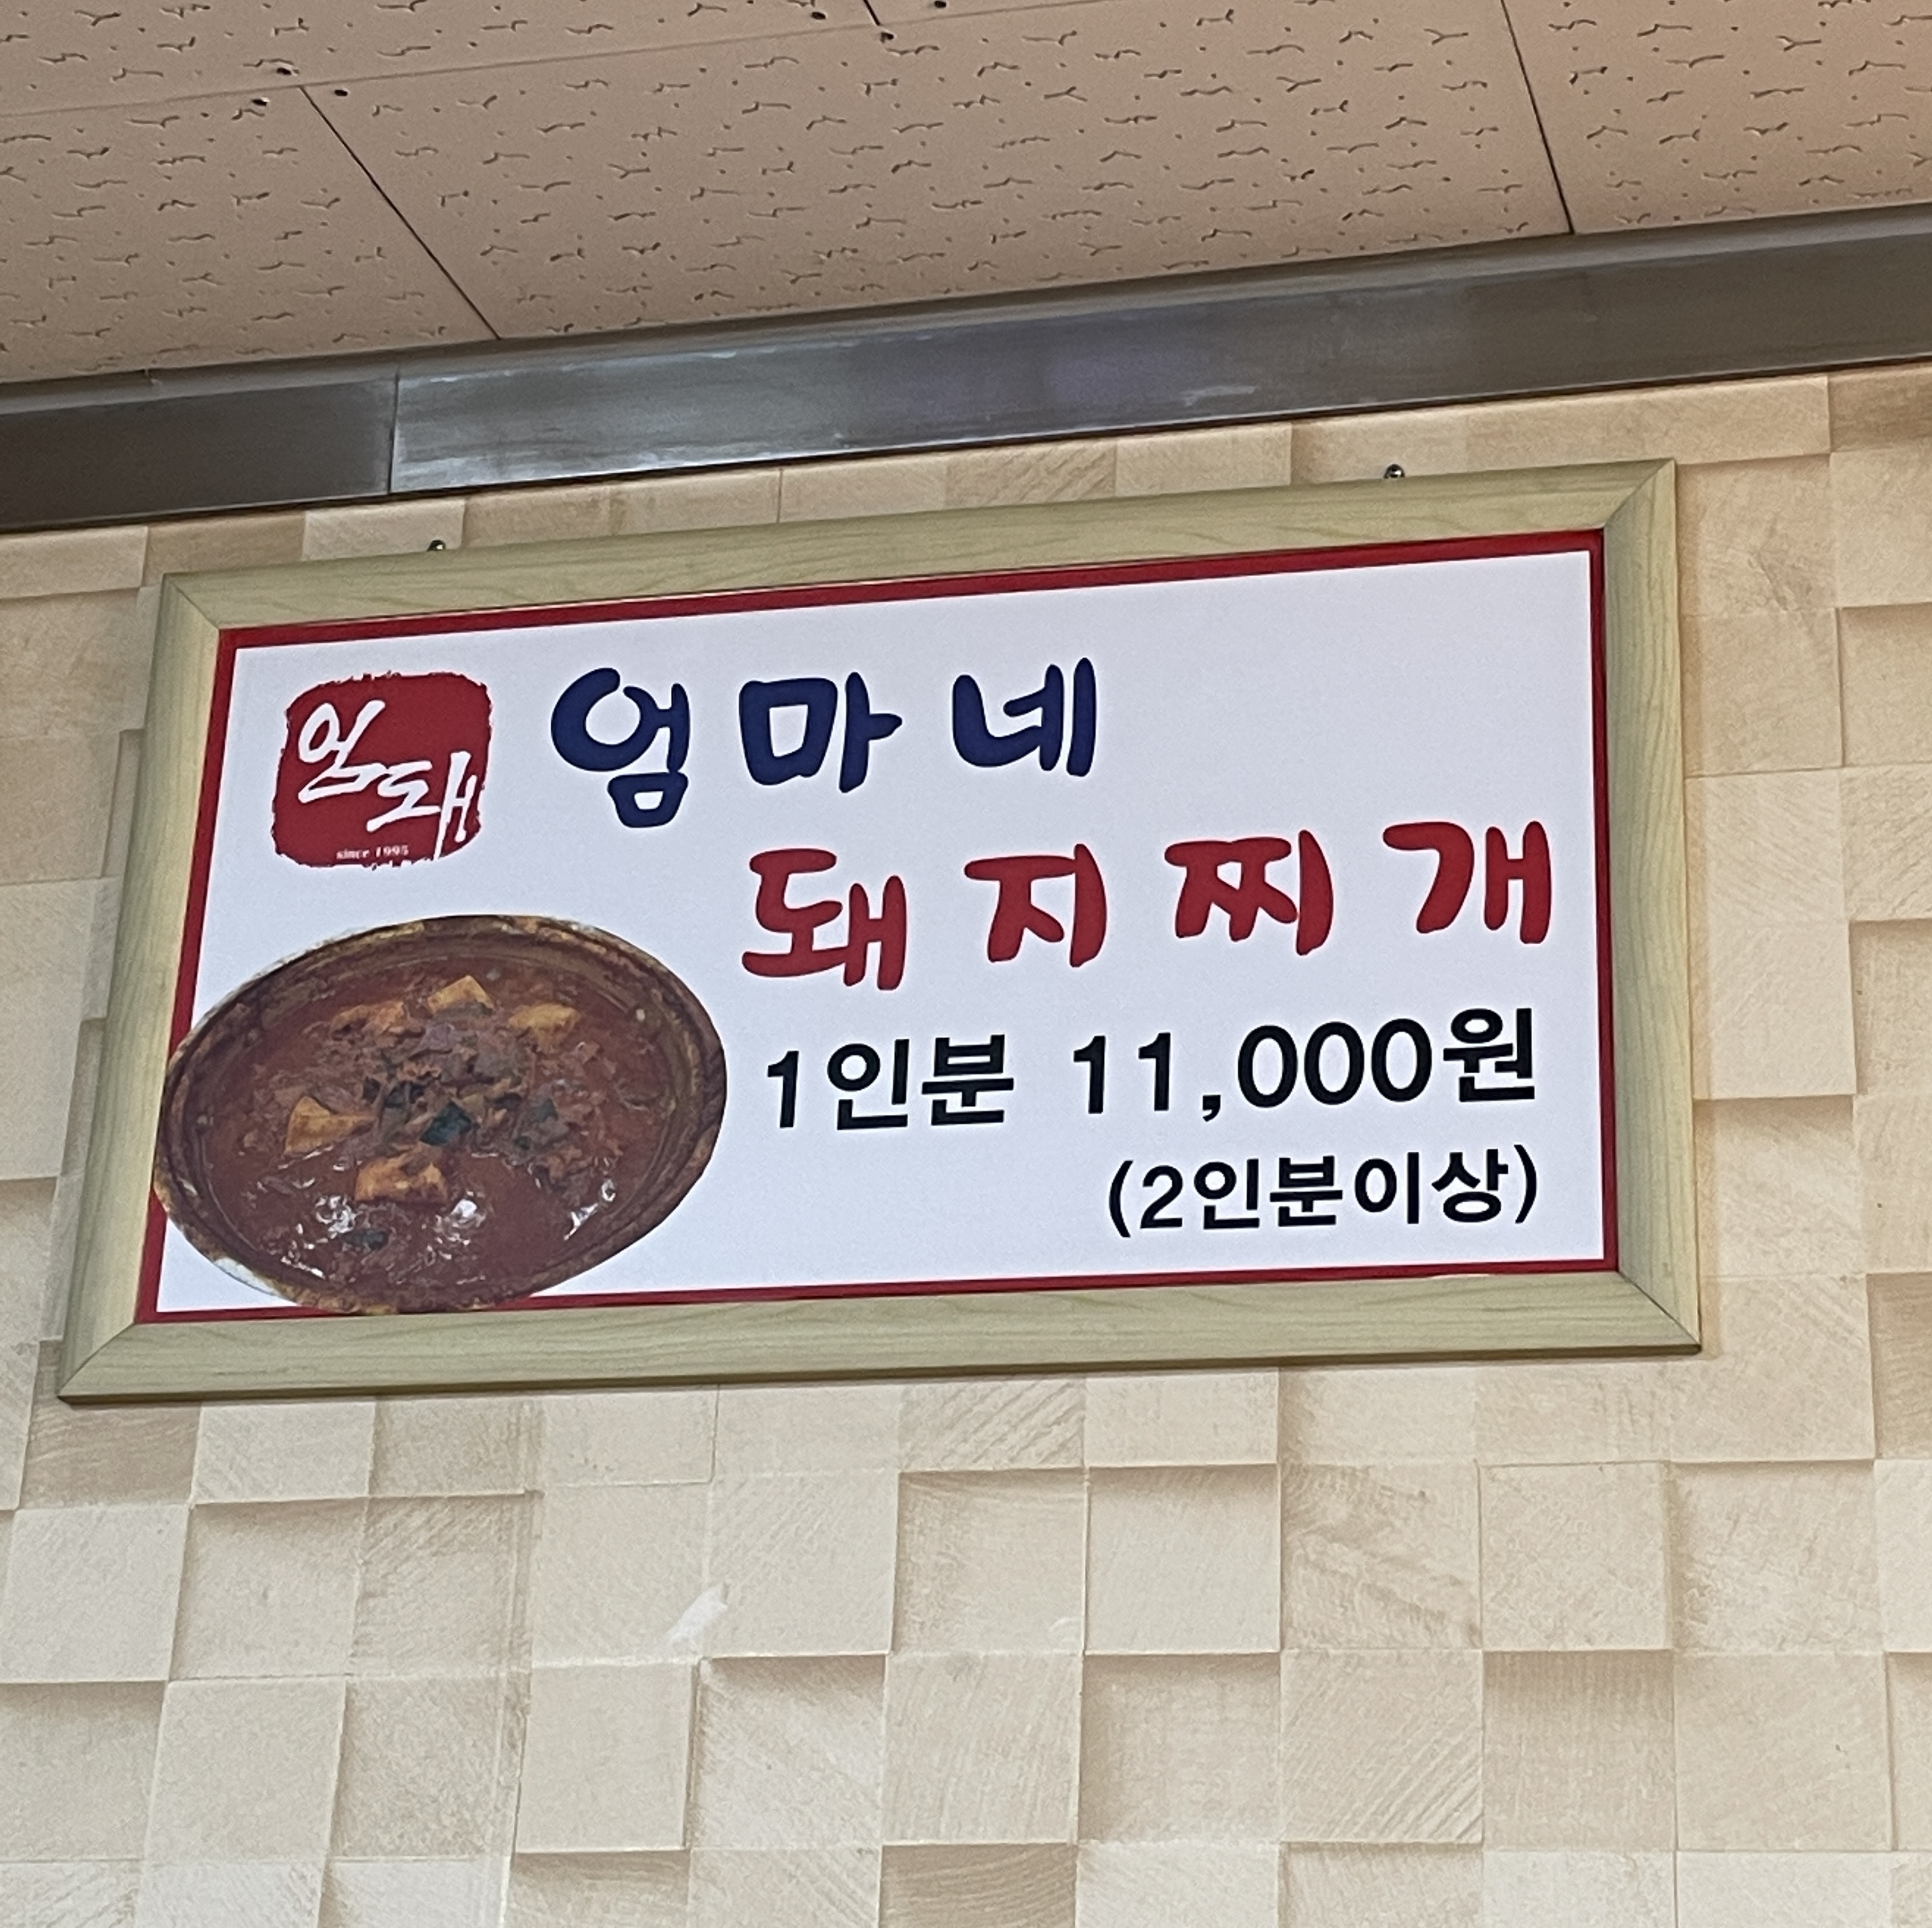 엄돼
since 1995
엄마네
돼지찌개
1인분 11,000원
(2인분이상)